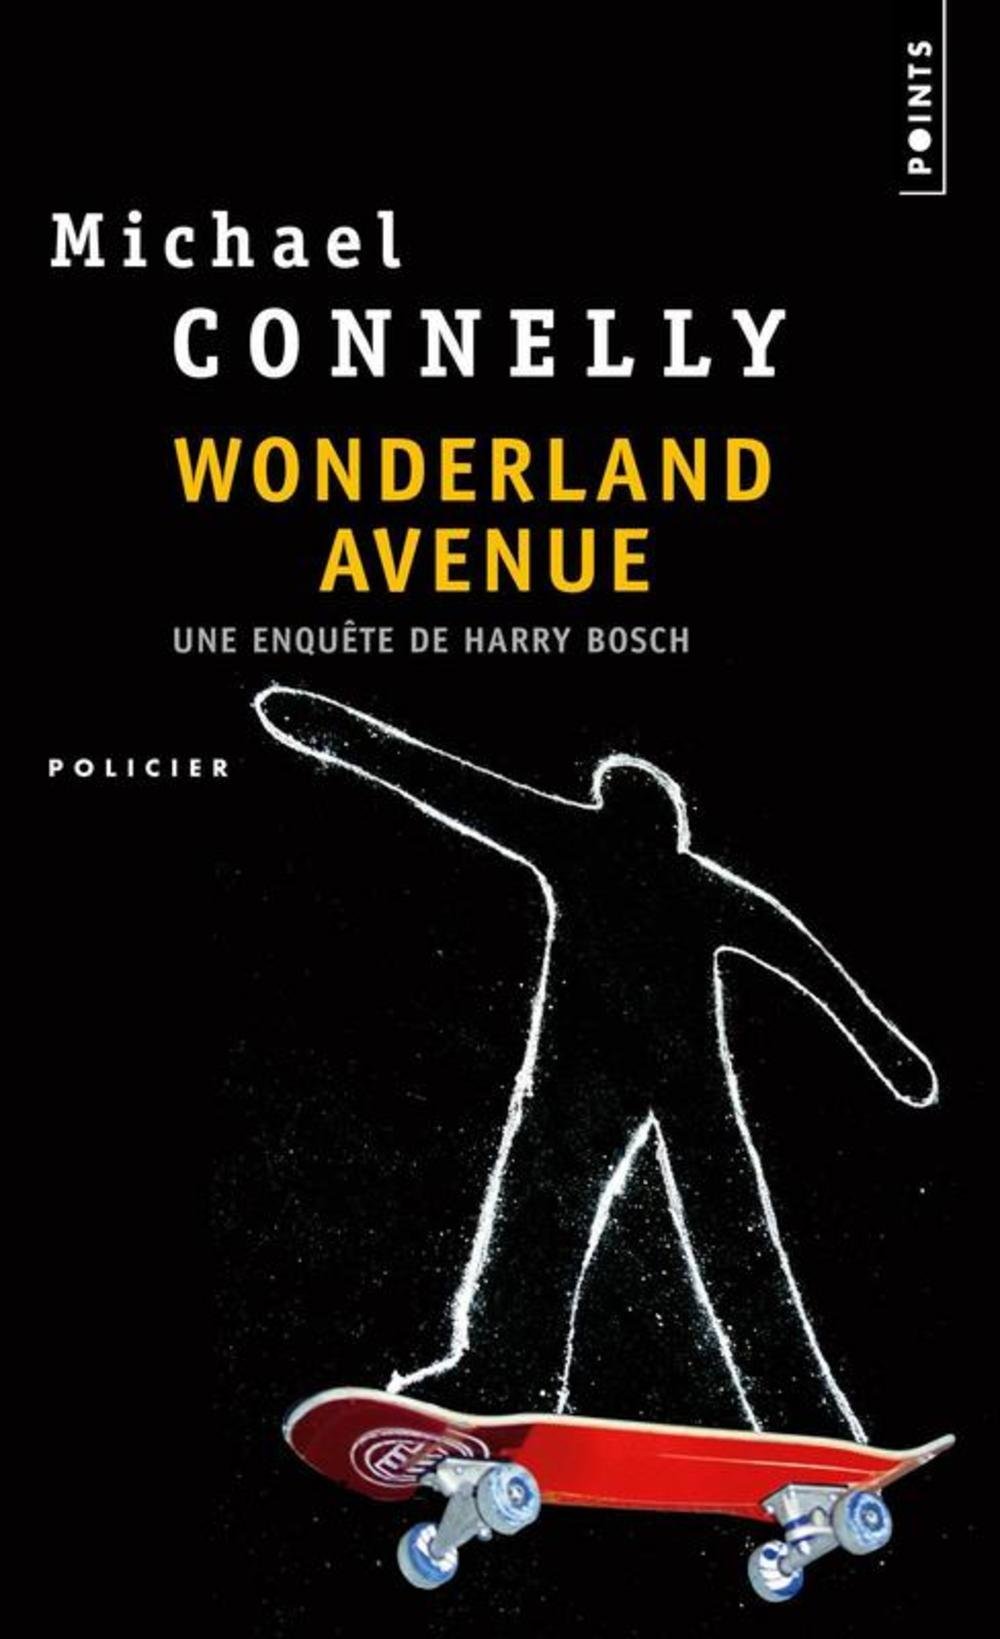 POINTS
Michael
CONNELLY
WONDERLAND
AVENUE
UNE ENQUÊTE DE HARRY BOSCH
POLICIER